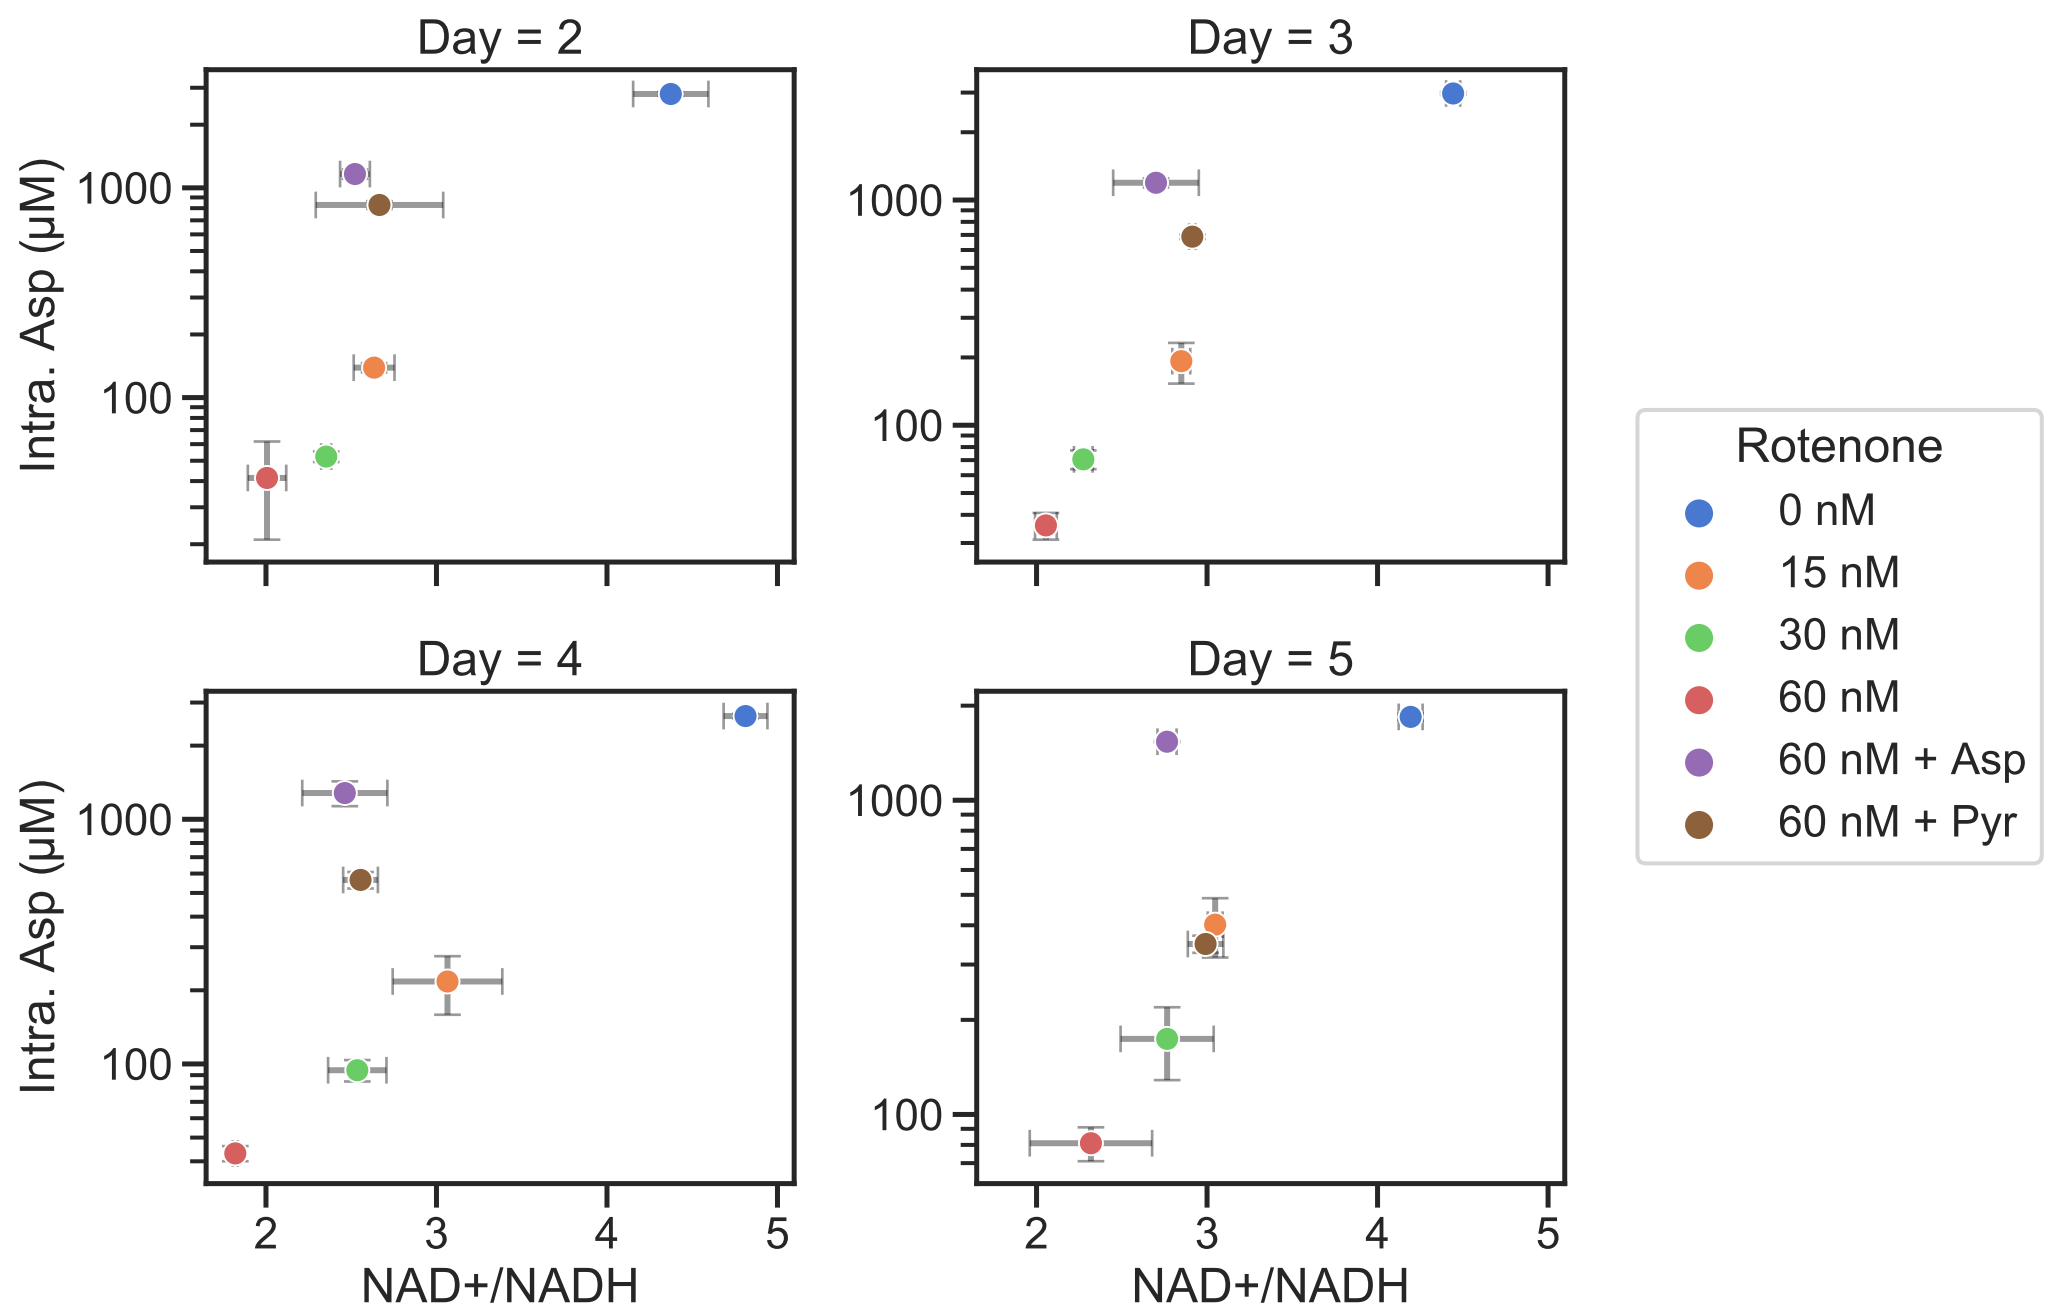 Day = 2
Day = 3
Intra. Asp (µM)
1000
100
1000
100
Rotenone
0 nM
15 nM
30 nM
60 nM
60 nM + Asp
60 nM + Pyr
Day = 4
Day = 5
Intra. Asp (µM)
1000
100
1000
100
2 3 4 5
2 3 4 5
NAD+/NADH
NAD+/NADH